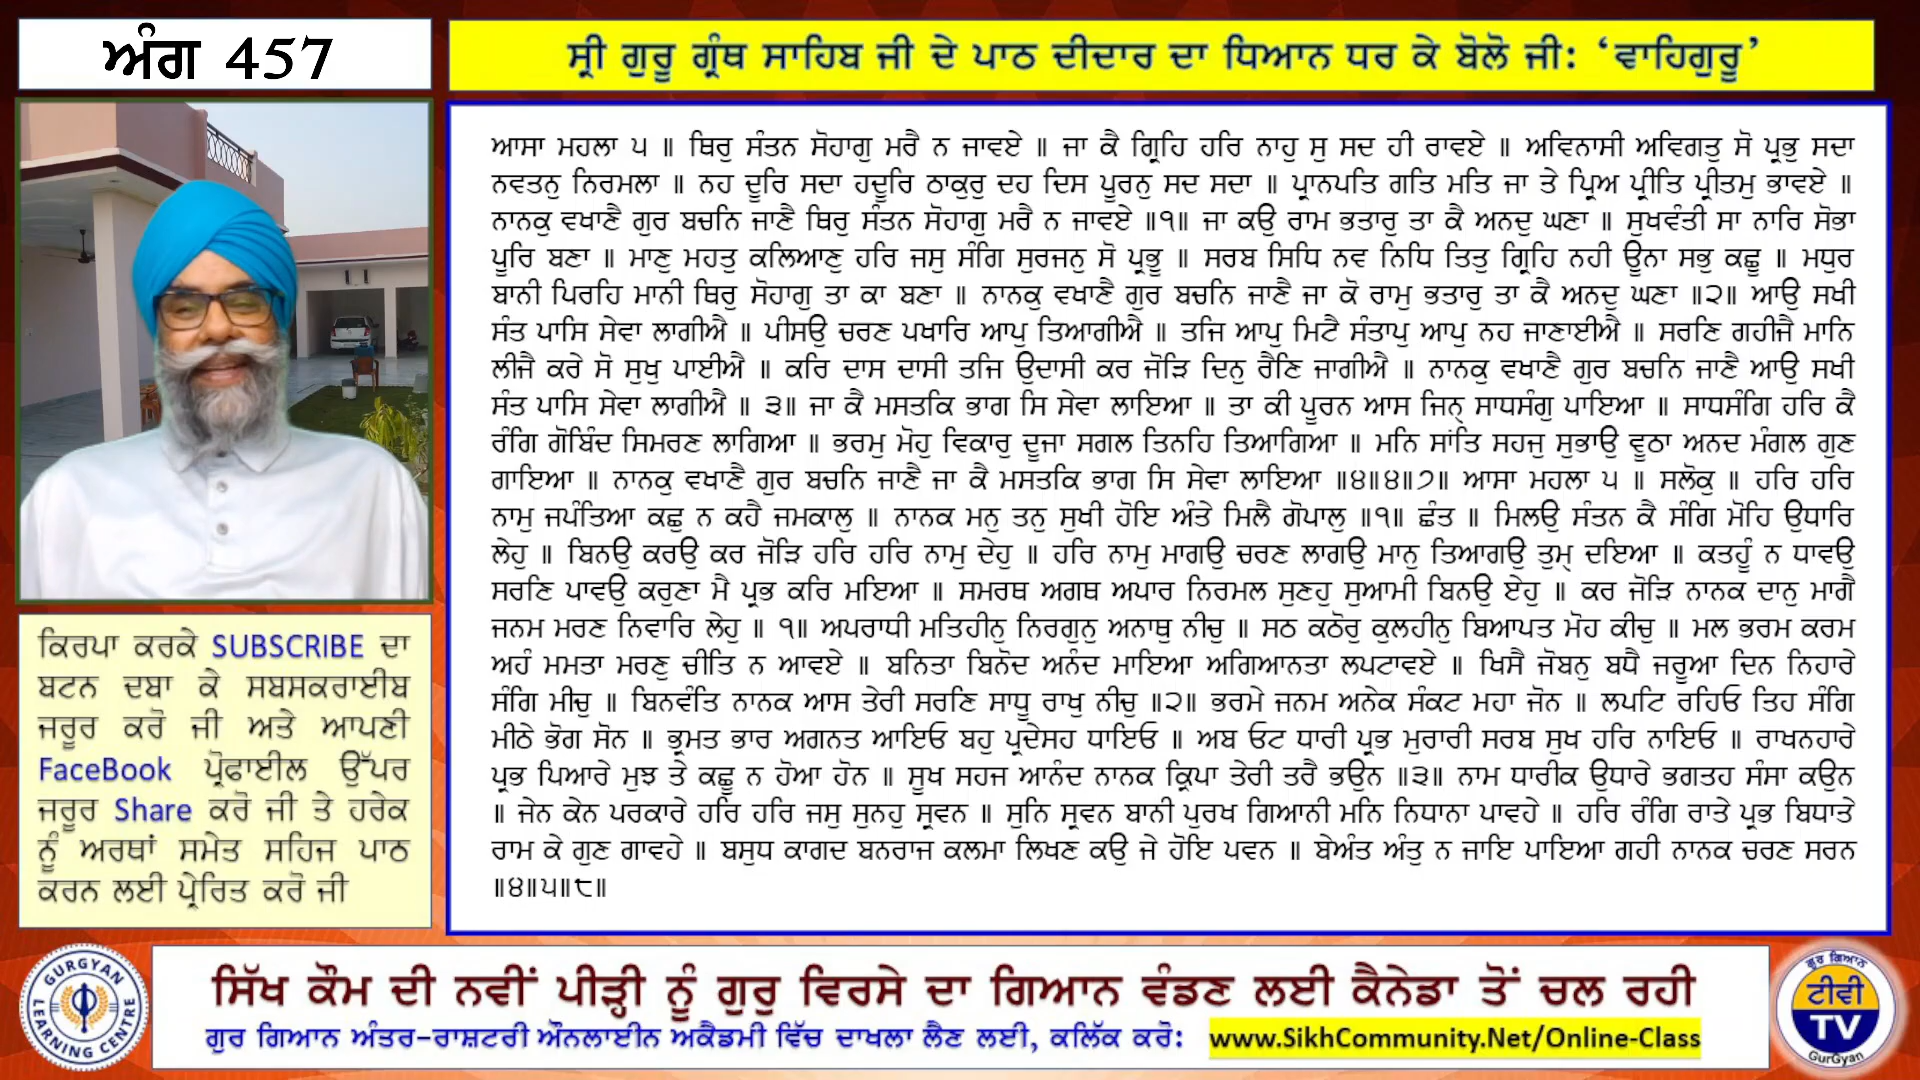 ਅੰਗ 457
ਸ੍ਰੀ ਗੁਰੂ ਗ੍ਰੰਥ ਸਾਹਿਬ ਜੀ ਦੇ ਪਾਠ ਦੀਦਾਰ ਦਾ ਧਿਆਨ ਧਰ ਕੇ ਬੋਲੋ ਜੀ: ‘ਵਾਹਿਗੁਰੂ’
ਆਸਾ ਮਹਲਾ ੫ ॥ ਥਿਰੁ ਸੰਤਨ ਸੋਹਾਗੁ ਮਰੈ ਨ ਜਾਵਏ ॥ ਜਾ ਕੈ ਗ੍ਰਿਹਿ ਹਰਿ ਨਾਹੁ ਸੁ ਸਦ ਹੀ ਰਾਵਏ ॥ ਅਵਿਨਾਸੀ ਅਵਿਗਤੁ ਸੋ ਪ੍ਰਭੁ ਸਦਾ
ਨਵਤਨੁ ਨਿਰਮਲਾ ॥ ਨਹ ਦੂਰਿ ਸਦਾ ਹਦੂਰਿ ਠਾਕੁਰੁ ਦਹ ਦਿਸ ਪੂਰਨੁ ਸਦ ਸਦਾ ॥ ਪ੍ਰਾਨਪਤਿ ਗਤਿ ਮਤਿ ਜਾ ਤੇ ਪ੍ਰਿਅ ਪ੍ਰੀਤਿ ਪ੍ਰੀਤਮੁ ਭਾਵਏ ॥
ਨਾਨਕੁ ਵਖਾਣੈ ਗੁਰ ਬਚਨਿ ਜਾਣੈ ਥਿਰੁ ਸੰਤਨ ਸੋਹਾਗੁ ਮਰੈ ਨ ਜਾਵਏ ॥੧॥ ਜਾ ਕਉ ਰਾਮ ਭਤਾਰੁ ਤਾ ਕੈ ਅਨਦੁ ਘਣਾ ॥ ਸੁਖਵੰਤੀ ਸਾ ਨਾਰਿ ਸੋਭਾ
ਪੂਰਿ ਬਣਾ ॥ ਮਾਣੁ ਮਹਤੁ ਕਲਿਆਣੁ ਹਰਿ ਜਸੁ ਸੰਗਿ ਸੁਰਜਨੁ ਸੋ ਪ੍ਰਭੂ ॥ ਸਰਬ ਸਿਧਿ ਨਵ ਨਿਧਿ ਤਿਤੁ ਗ੍ਰਿਹਿ ਨਹੀ ਊਨਾ ਸਭੁ ਕਛੂ ॥ ਮਧੁਰ
ਬਾਨੀ ਪਿਰਹਿ ਮਾਨੀ ਥਿਰੁ ਸੋਹਾਗੁ ਤਾ ਕਾ ਬਣਾ ॥ ਨਾਨਕੁ ਵਖਾਣੈ ਗੁਰ ਬਚਨਿ ਜਾਣੈ ਜਾ ਕੋ ਰਾਮੁ ਭਤਾਰੁ ਤਾ ਕੈ ਅਨਦੁ ਘਣਾ ॥੨॥ ਆਉ ਸਖੀ
ਸੰਤ ਪਾਸਿ ਸੇਵਾ ਲਾਗੀਐ ॥ ਪੀਸਉ ਚਰਣ ਪਖਾਰਿ ਆਪੁ ਤਿਆਗੀਐ ॥ ਤਜਿ ਆਪੁ ਮਿਟੈ ਸੰਤਾਪੁ ਆਪੁ ਨਹ ਜਾਣਾਈਐ ॥ ਸਰਣਿ ਗਹੀਜੈ ਮਾਨਿ
ਲੀਜੈ ਕਰੇ ਸੋ ਸੁਖੁ ਪਾਈਐ ॥ ਕਰਿ ਦਾਸ ਦਾਸੀ ਤਜਿ ਉਦਾਸੀ ਕਰ ਜੋੜਿ ਦਿਨੁ ਰੈਣਿ ਜਾਗੀਐ ॥ ਨਾਨਕੁ ਵਖਾਣੈ ਗੁਰ ਬਚਨਿ ਜਾਣੈ ਆਉ ਸਖੀ
ਸੰਤ ਪਾਸਿ ਸੇਵਾ ਲਾਗੀਐ ॥ ੩॥ ਜਾ ਕੈ ਮਸਤਕਿ ਭਾਗ ਸਿ ਸੇਵਾ ਲਾਇਆ ॥ ਤਾ ਕੀ ਪੂਰਨ ਆਸ ਜਿਨ੍ ਸਾਧਸੰਗੁ ਪਾਇਆ ॥ ਸਾਧਸੰਗਿ ਹਰਿ ਕੈ
ਰੰਗਿ ਗੋਬਿੰਦ ਸਿਮਰਣ ਲਾਗਿਆ ॥ ਭਰਮੁ ਮੋਹੁ ਵਿਕਾਰੁ ਦੂਜਾ ਸਗਲ ਤਿਨਹਿ ਤਿਆਗਿਆ ॥ ਮਨਿ ਸਾਂਤਿ ਸਹਜੁ ਸੁਭਾਉ ਵੂਠਾ ਅਨਦ ਮੰਗਲ ਗੁਣ
ਗਾਇਆ ॥ ਨਾਨਕੁ ਵਖਾਣੈ ਗੁਰ ਬਚਨਿ ਜਾਣੈ ਜਾ ਕੈ ਮਸਤਕਿ ਭਾਗ ਸਿ ਸੇਵਾ ਲਾਇਆ ॥੪॥੪॥੭॥ ਆਸਾ ਮਹਲਾ ੫ ॥ ਸਲੋਕੁ ॥ ਹਰਿ ਹਰਿ
ਨਾਮੁ ਜਪੰਤਿਆ ਕਛੁ ਨ ਕਹੈ ਜਮਕਾਲੁ ॥ ਨਾਨਕ ਮਨੁ ਤਨੁ ਸੁਖੀ ਹੋਇ ਅੰਤੇ ਮਿਲੈ ਗੋਪਾਲੁ ॥੧॥ ਛੰਤ ॥ ਮਿਲਉ ਸੰਤਨ ਕੈ ਸੰਗਿ ਮੋਹਿ ਉਧਾਰਿ
ਲੇਹੁ ॥ ਬਿਨਉ ਕਰਉ ਕਰ ਜੋੜਿ ਹਰਿ ਹਰਿ ਨਾਮੁ ਦੇਹੁ ॥ ਹਰਿ ਨਾਮੁ ਮਾਗਉ ਚਰਣ ਲਾਗਉ ਮਾਨੁ ਤਿਆਗਉ ਤੁਮ੍ ਦਇਆ ॥ ਕਤਹੂੰ ਨ ਧਾਵਉ
ਸਰਣਿ ਪਾਵਉ ਕਰੁਣਾ ਮੈ ਪ੍ਰਭ ਕਰਿ ਮਇਆ ॥ ਸਮਰਥ ਅਗਥ ਅਪਾਰ ਨਿਰਮਲ ਸੁਣਹੁ ਸੁਆਮੀ ਬਿਨਉ ਏਹੁ ॥ ਕਰ ਜੋੜਿ ਨਾਨਕ ਦਾਨੁ ਮਾਗੈ
ਜਨਮ ਮਰਣ ਨਿਵਾਰਿ ਲੇਹੁ ॥ ੧॥ ਅਪਰਾਧੀ ਮਤਿਹੀਨੁ ਨਿਰਗੁਨੁ ਅਨਾਥੁ ਨੀਚੁ ॥ ਸਠ ਕਠੋਰੁ ਕੁਲਹੀਨੁ ਬਿਆਪਤ ਮੋਹ ਕੀਚੁ ॥ ਮਲ ਭਰਮ ਕਰਮ
ਅਹੰ ਮਮਤਾ ਮਰਣੁ ਚੀਤਿ ਨ ਆਵਏ ॥ ਬਨਿਤਾ ਬਿਨੋਦ ਅਨੰਦ ਮਾਇਆ ਅਗਿਆਨਤਾ ਲਪਟਾਵਏ ॥ ਖਿਸੈ ਜੋਬਨੁ ਬਧੈ ਜਰੂਆ ਦਿਨ ਨਿਹਾਰੇ
ਸੰਗਿ ਮੀਚੁ ॥ ਬਿਨਵੰਤਿ ਨਾਨਕ ਆਸ ਤੇਰੀ ਸਰਣਿ ਸਾਧੂ ਰਾਖੁ ਨੀਚੁ ॥੨॥ ਭਰਮੇ ਜਨਮ ਅਨੇਕ ਸੰਕਟ ਮਹਾ ਜੋਨ ॥ ਲਪਟਿ ਰਹਿਓ ਤਿਹ ਸੰਗਿ
ਮੀਠੇ ਭੋਗ ਸੋਨ ॥ ਭ੍ਰਮਤ ਭਾਰ ਅਗਨਤ ਆਇਓ ਬਹੁ ਪ੍ਰਦੇਸਹ ਧਾਇਓ ॥ ਅਬ ਓਟ ਧਾਰੀ ਪ੍ਰਭ ਮੁਰਾਰੀ ਸਰਬ ਸੁਖ ਹਰਿ ਨਾਇਓ ॥ ਰਾਖਨਹਾਰੇ
ਪ੍ਰਭ ਪਿਆਰੇ ਮੁਝ ਤੇ ਕਛੂ ਨ ਹੋਆ ਹੋਨ ॥ ਸੂਖ ਸਹਜ ਆਨੰਦ ਨਾਨਕ ਕ੍ਰਿਪਾ ਤੇਰੀ ਤਰੈ ਭਉਨ ॥੩॥ ਨਾਮ ਧਾਰੀਕ ਉਧਾਰੇ ਭਗਤਹ ਸੰਸਾ ਕਉਨ
॥ ਜੇਨ ਕੇਨ ਪਰਕਾਰੇ ਹਰਿ ਹਰਿ ਜਸੁ ਸੁਨਹੁ ਸ੍ਰਵਨ ॥ ਸੁਨਿ ਸ੍ਰਵਨ ਬਾਨੀ ਪੁਰਖ ਗਿਆਨੀ ਮਨਿ ਨਿਧਾਨਾ ਪਾਵਹੇ ॥ ਹਰਿ ਰੰਗਿ ਰਾਤੇ ਪ੍ਰਭ ਬਿਧਾਤੇ
ਰਾਮ ਕੇ ਗੁਣ ਗਾਵਹੇ ॥ ਬਸੁਧ ਕਾਗਦ ਬਨਰਾਜ ਕਲਮਾ ਲਿਖਣ ਕਉ ਜੇ ਹੋਇ ਪਵਨ ॥ ਬੇਅੰਤ ਅੰਤੁ ਨ ਜਾਇ ਪਾਇਆ ਗਹੀ ਨਾਨਕ ਚਰਣ ਸਰਨ
॥੪॥੫॥੮॥
ਕਿਰਪਾ ਕਰਕੇ SUBSCRIBE ਦਾ
ਬਟਨ ਦਬਾ ਕੇ ਸਬਸਕਰਾਈਬ
ਜਰੂਰ ਕਰੋ ਜੀ ਅਤੇ ਆਪਣੀ
FaceBook ਪ੍ਰੋਫਾਈਲ ਉੱਪਰ
ਜਰੂਰ Share ਕਰੋ ਜੀ ਤੇ ਹਰੇਕ
ਨੂੰ ਅਰਥਾਂ ਸਮੇਤ ਸਹਿਜ ਪਾਠ
ਕਰਨ ਲਈ ਪ੍ਰੇਰਿਤ ਕਰੋ ਜੀ
GURGYAN
LEARNING CENTRE
ਸਿੱਖ ਕੌਮ ਦੀ ਨਵੀਂ ਪੀੜ੍ਹੀ ਨੂੰ ਗੁਰੁ ਵਿਰਸੇ ਦਾ ਗਿਆਨ ਵੰਡਣ ਲਈ ਕੈਨੇਡਾ ਤੋਂ ਚਲ ਰਹੀ
ਗੁਰ ਗਿਆਨ ਅੰਤਰ-ਰਾਸ਼ਟਰੀ ਔਨਲਾਈਨ ਅਕੈਡਮੀ ਵਿੱਚ ਦਾਖਲਾ ਲੈਣ ਲਈ, ਕਲਿੱਕ ਕਰੋ: www.SikhCommunity.Net/Online-Class
ਗੁਰ ਗਿਆਨ
ਟੀਵੀ
TV
GurGyan